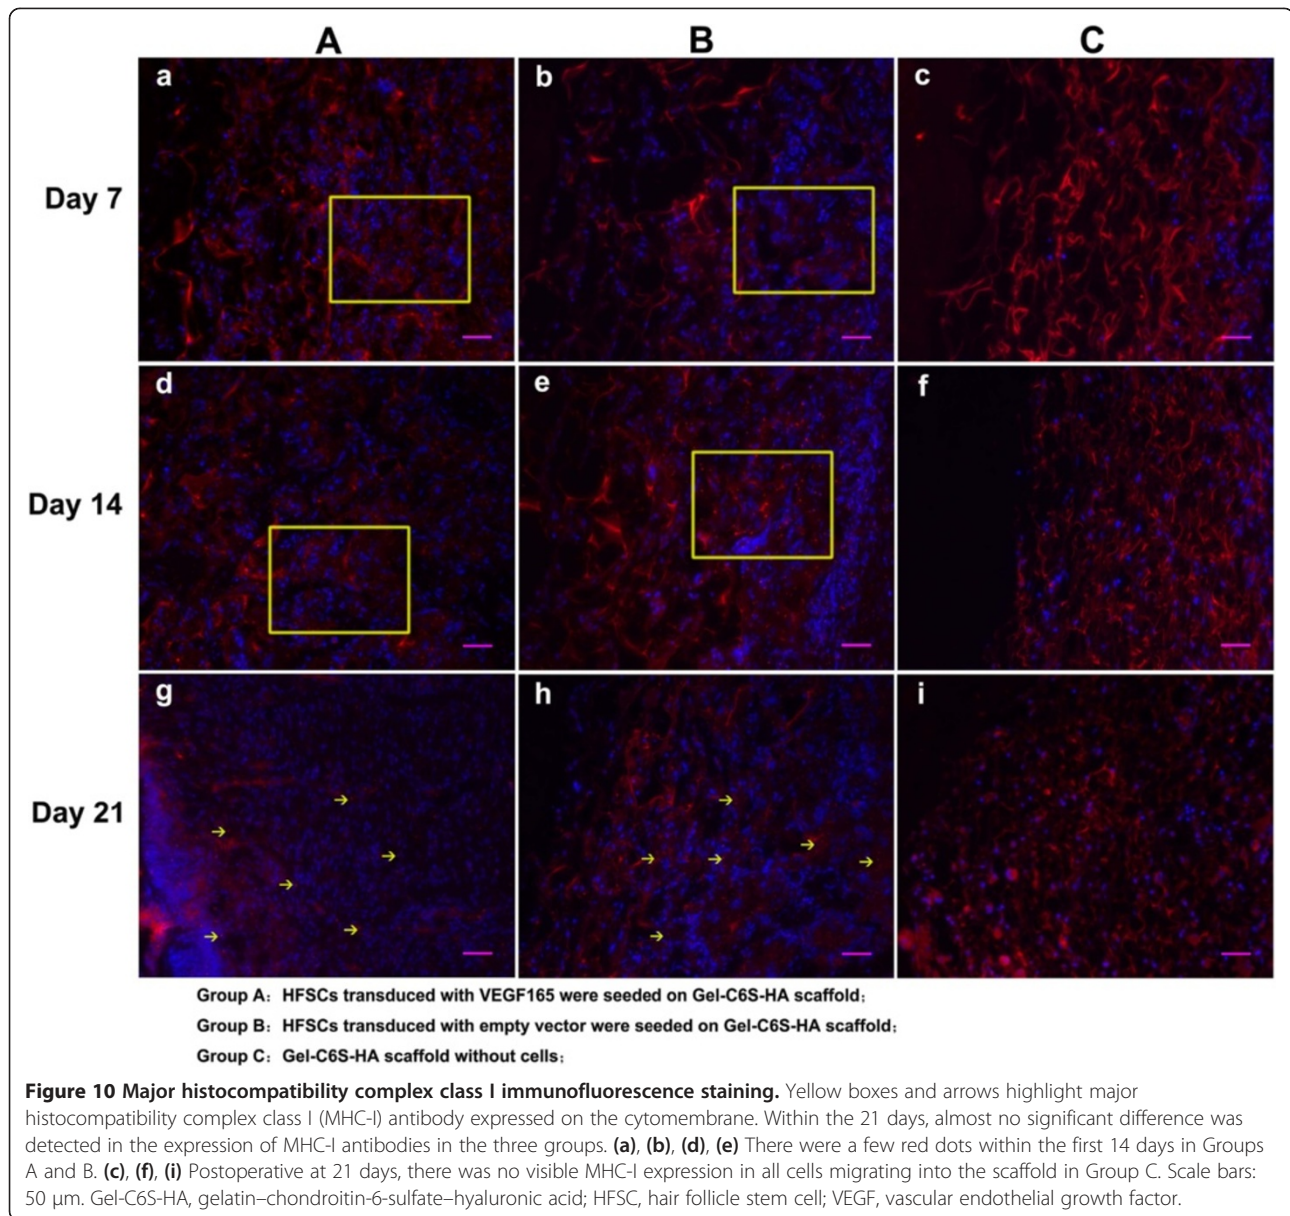 A B C
a b c
Day 7
d e f
Day 14
g h i
Day 21
Group A: HFSCs transduced with VEGF165 were seeded on Gel-C6S-HA scaffold;
Group B: HFSCs transduced with empty vector were seeded on Gel-C6S-HA scaffold;
Group C: Gel-C6S-HA scaffold without cells;
Figure 10 Major histocompatibility complex class I immunofluorescence staining. Yellow boxes and arrows highlight major
histocompatibility complex class I (MHC-I) antibody expressed on the cytomembrane. Within the 21 days, almost no significant difference was
detected in the expression of MHC-I antibodies in the three groups. (a), (b), (d), (e) There were a few red dots within the first 14 days in Groups
A and B. (c), (f), (i) Postoperative at 21 days, there was no visible MHC-I expression in all cells migrating into the scaffold in Group C. Scale bars:
50 μm. Gel-C6S-HA, gelatin–chondroitin-6-sulfate–hyaluronic acid; HFSC, hair follicle stem cell; VEGF, vascular endothelial growth factor.